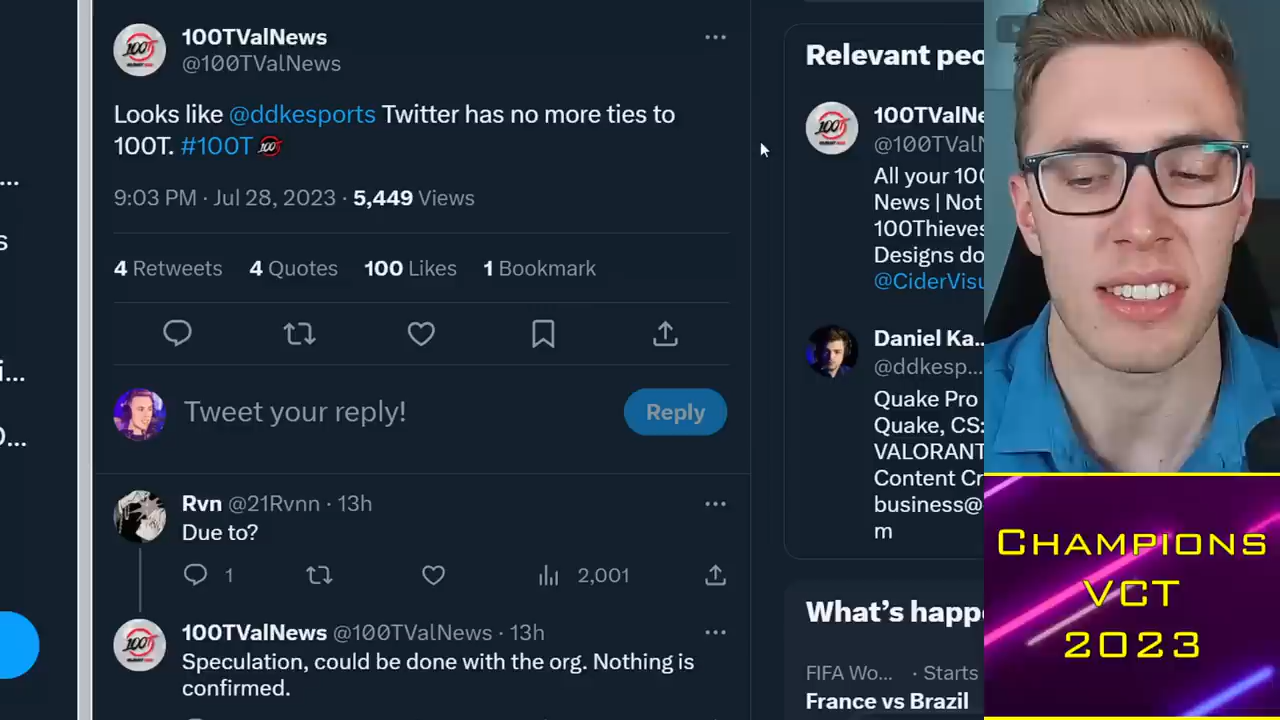 100TValNews
@100TValNews
Looks like @ddkesports Twitter has no more ties to
100T. #100T
9:03 PM · Jul 28, 2023 · 5,449 Views
4 Retweets 4 Quotes 100 Likes 1 Bookmark
Tweet your reply!
Reply
Rvn @21Rvnn · 13h
Due to?
1
2,001
100TValNews @100TValNews · 13h
Speculation, could be done with the org. Nothing is
confirmed.
Relevant peo
100TValNe
@100TValN
All your 100
News | Not
100Thieves
Designs do
@CiderVisu
Daniel Ka...
@ddkesp...
Quake Pro
Quake, CS:
VALORANT
Content Cr
business@
m
What's happ
FIFA Wo... · Starts
France vs Brazil
CHAMPIONS
VCT
2023